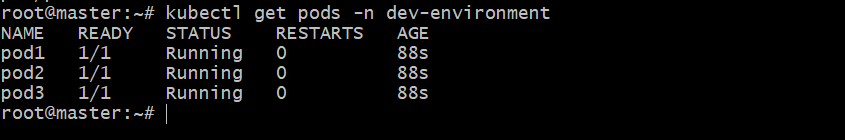 root@master:~# kubectl get pods -n dev-environment
NAME   READY   STATUS    RESTARTS   AGE
pod1   1/1     Running   0          88s
pod2   1/1     Running   0          88s
pod3   1/1     Running   0          88s
root@master:~#